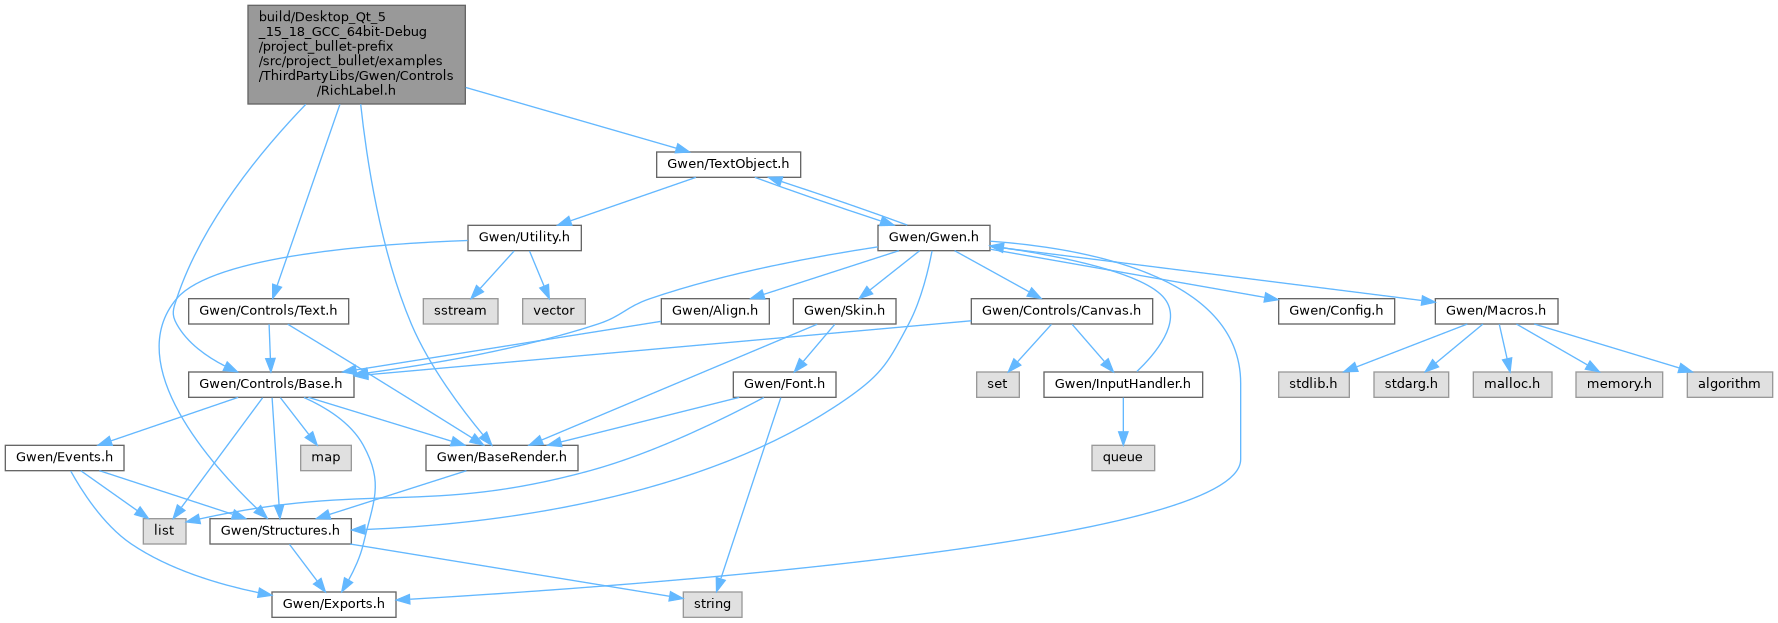 build/Desktop_Qt_5
_15_18_GCC_64bit-Debug
/project_bullet-prefix
/src/project_bullet/examples
/ThirdPartyLibs/Gwen/Controls
/RichLabel.h
Gwen/TextObject.h
Gwen/Utility.h
Gwen/Gwen.h
Gwen/Controls/Text.h
sstream
vector
Gwen/Align.h
Gwen/Skin.h
Gwen/Controls/Canvas.h
Gwen/Config.h
Gwen/Macros.h
Gwen/Controls/Base.h
Gwen/Font.h
set
Gwen/InputHandler.h
stdlib.h
stdarg.h
malloc.h
memory.h
algorithm
Gwen/Events.h
map
Gwen/BaseRender.h
queue
list
Gwen/Structures.h
Gwen/Exports.h
string